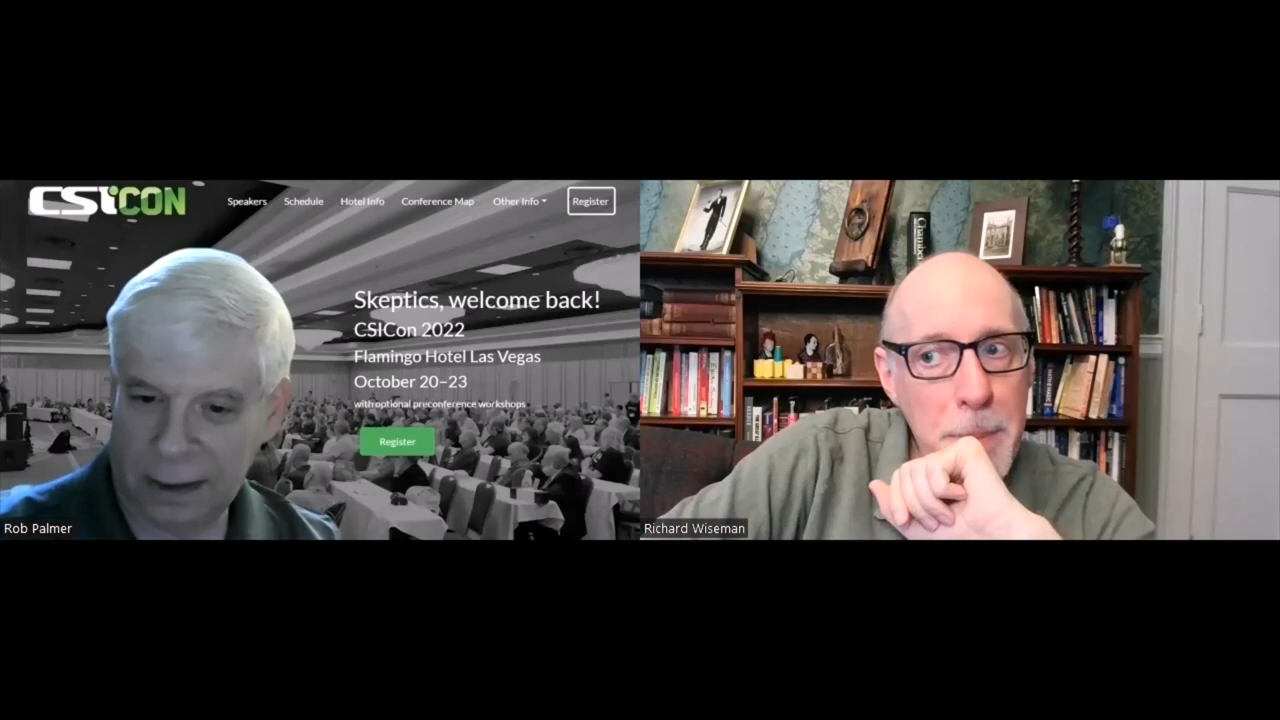 CSICON
Speakers Schedule Hotel Info Conference Map Other Info Register
Skeptics, welcome back!
CSICon 2022
Flamingo Hotel Las Vegas
October 20–23
with optional preconference workshops
Register
Rob Palmer
Richard Wiseman